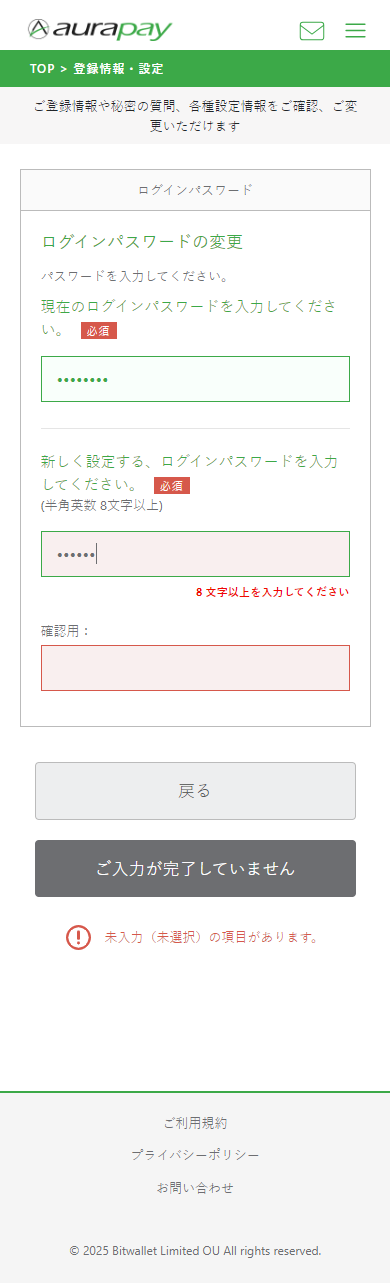 aurapay
TOP > 登録情報・設定
ご登録情報や秘密の質問、各種設定情報をご確認、ご変
更いただけます
ログインパスワード
ログインパスワードの変更
パスワードを入力してください。
現在のログインパスワードを入力してくださ
い。 必須
••••••••
新しく設定する、ログインパスワードを入力
してください。 必須
(半角英数 8文字以上)
••••••
8 文字以上を入力してください
確認用：
戻る
ご入力が完了していません
未入力（未選択）の項目があります。
ご利用規約
プライバシーポリシー
お問い合わせ
© 2025 Bitwallet Limited OU All rights reserved.